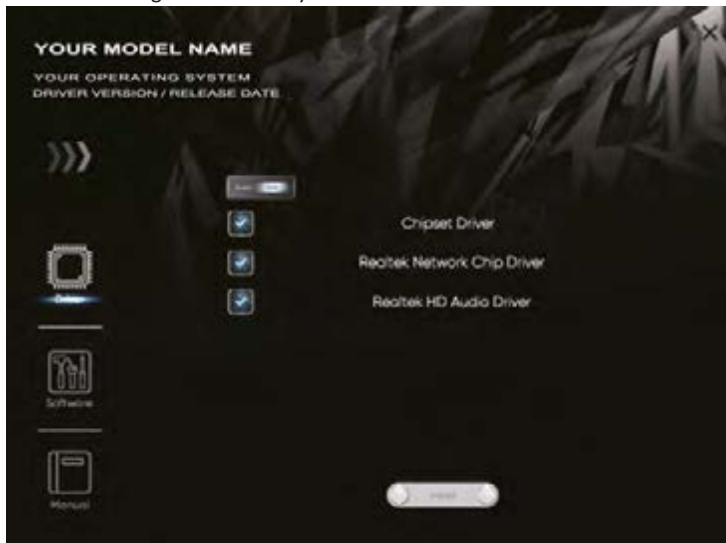 YOUR MODEL NAME
YOUR OPERATING SYSTEM
DRIVER VERSION / RELEASE DATE
Chipset Driver
Realtek Network Chip Driver
Realtek HD Audio Driver
Driver
Software
Manual